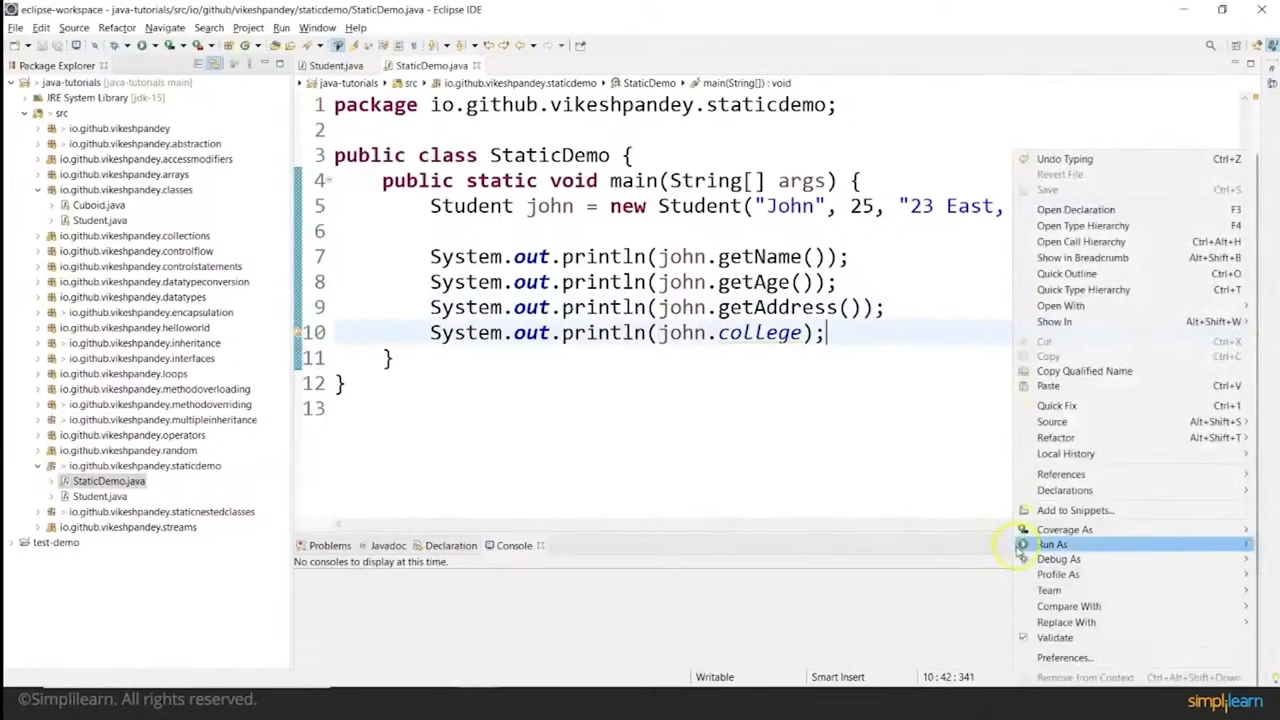 eclipse-workspace - java-tutorials/src/io/github/vikeshpandey/staticdemo/StaticDemo.java - Eclipse IDE
File Edit Source Refactor Navigate Search Project Run Window Help
Package Explorer
java-tutorials [java-tutorials main]
JRE System Library [jdk-15]
src
> io.github.vikeshpandey
> io.github.vikeshpandey.abstraction
io.github.vikeshpandey.accessmodifiers
io.github.vikeshpandey.arrays
io.github.vikeshpandey.classes
Cuboid.java
> Student.java
> io.github.vikeshpandey.collections
> io.github.vikeshpandey.controlflow
io.github.vikeshpandey.controlstatements
io.github.vikeshpandey.datatypeconversion
io.github.vikeshpandey.datatypes
> io.github.vikeshpandey.encapsulation
> io.github.vikeshpandey.helloworld
> io.github.vikeshpandey.inheritance
> io.github.vikeshpandey.interfaces
io.github.vikeshpandey.loops
> io.github.vikeshpandey.methodoverloading
> io.github.vikeshpandey.methodoverriding
> io.github.vikeshpandey.multipleinheritance
io.github.vikeshpandey.operators
io.github.vikeshpandey.random
> io.github.vikeshpandey.staticdemo
StaticDemo.java
Student.java
> io.github.vikeshpandey.staticnestedclasses
io.github.vikeshpandey.streams
test-demo
Student.java StaticDemo.java
java-tutorials src io.github.vikeshpandey.staticdemo StaticDemo main(String[]) : void
1 package io.github.vikeshpandey.staticdemo;
2
3 public class StaticDemo {
4 public static void main(String[] args) {
5 Student john = new Student("John", 25, "23 East,
6
7 System.out.println(john.getName());
8 System.out.println(john.getAge());
9 System.out.println(john.getAddress());
10 System.out.println(john.college);
11 }
12 }
13
Problems Javadoc Declaration Console
No consoles to display at this time.
Undo Typing Ctrl+Z
Revert File
Save Ctrl+S
Open Declaration F3
Open Type Hierarchy F4
Open Call Hierarchy Ctrl+Alt+H
Show in Breadcrumb Alt+Shift+B
Quick Outline Ctrl+O
Quick Type Hierarchy Ctrl+T
Open With
Show In Alt+Shift+W
Cut Ctrl+X
Copy Ctrl+C
Copy Qualified Name
Paste Ctrl+V
Quick Fix Ctrl+1
Source Alt+Shift+S
Refactor Alt+Shift+T
Local History
References
Declarations
Add to Snippets...
Coverage As
Run As
Debug As
Profile As
Team
Compare With
Replace With
Validate
Preferences...
Remove from Context Ctrl+Alt+Shift+Down
Writable Smart Insert 10 : 42 : 341
©Simplilearn. All rights reserved.
simplilearn